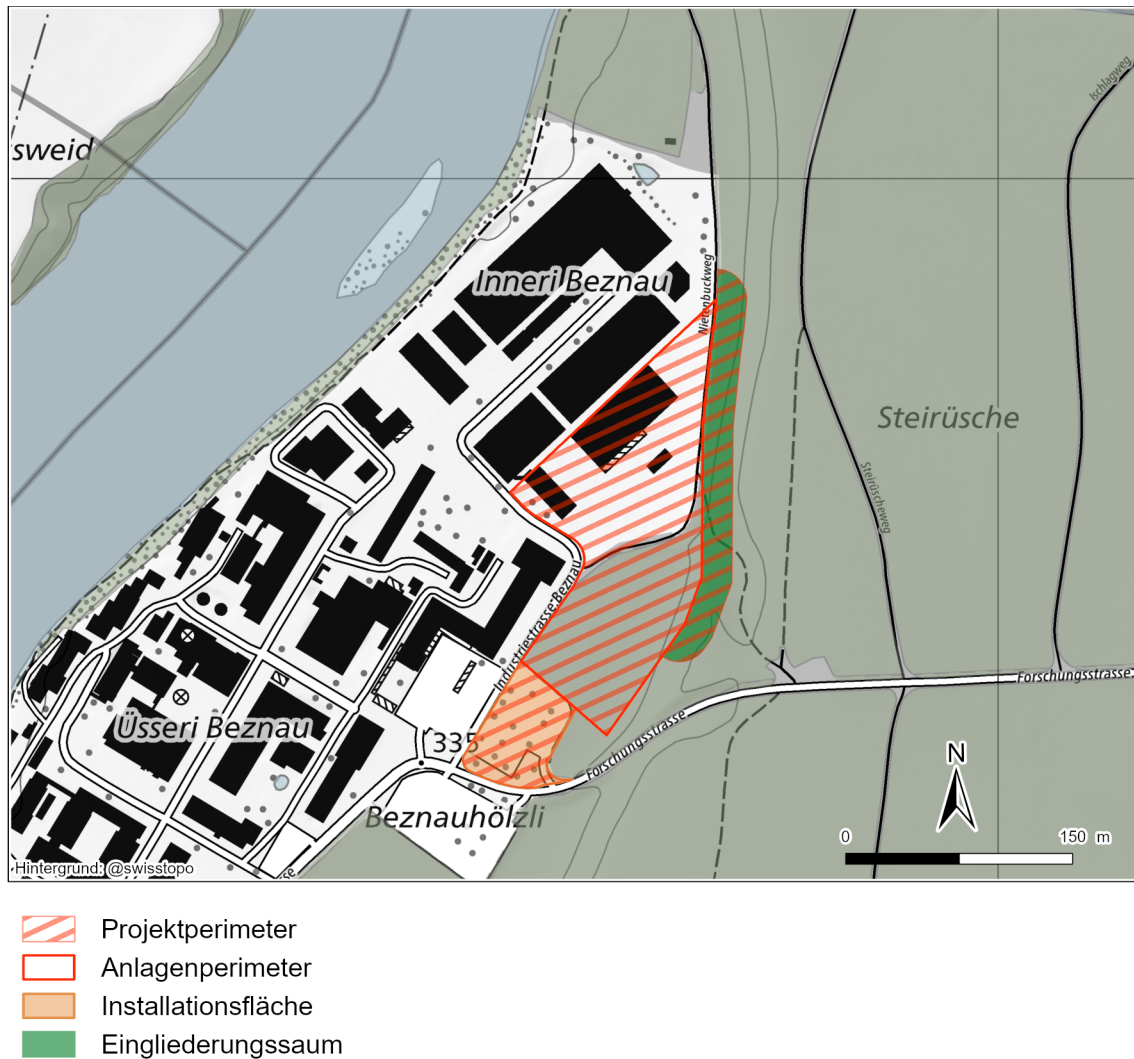 Ischlagweg
sweid
Inneri Beznau
Nietenbuckweg
Steirüsche
Steirüscheweg
Industriestrasse Beznau
Forschungsstrasse
Üsseri Beznau
335
Forschungsstrasse
N
Beznauhölzli
0 150 m
Hintergrund: @swisstopo
se
Projektperimeter
Anlagenperimeter
Installationsfläche
Eingliederungssaum